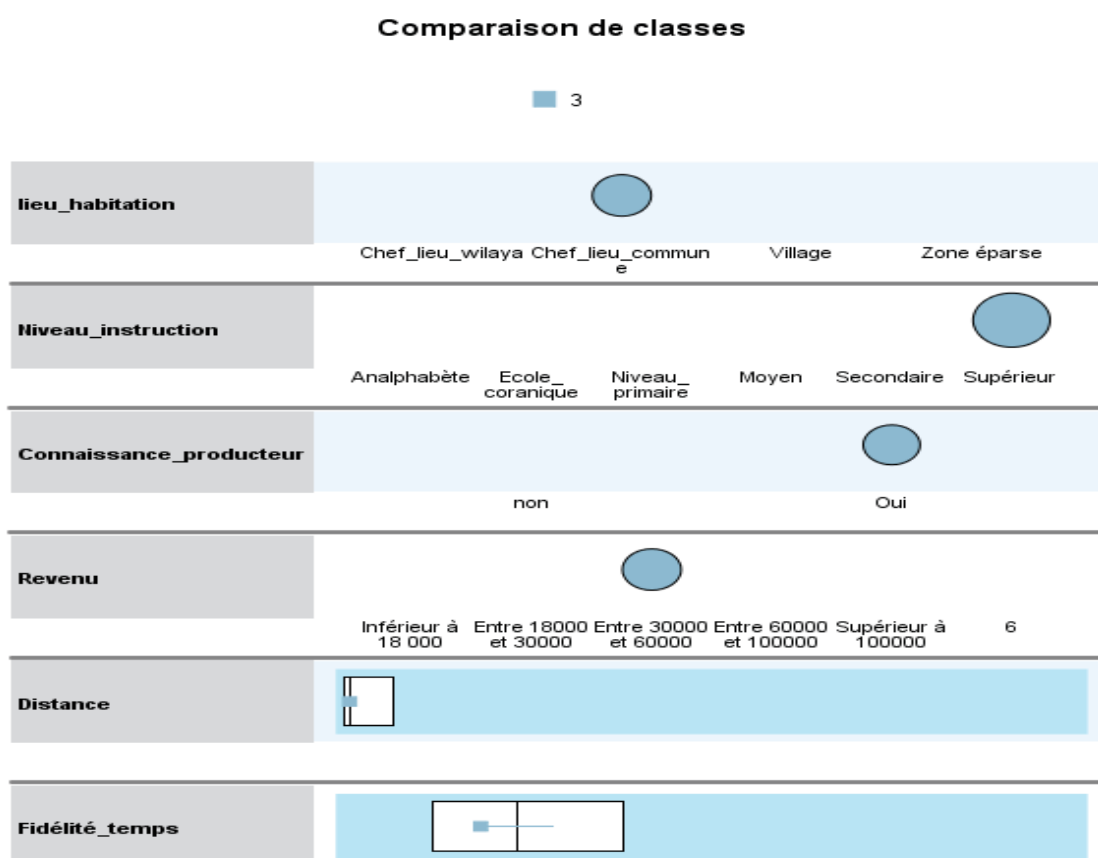 Comparaison de classes
3
lieu_habitation
Chef_lieu_wilaya Chef_lieu_commun Village Zone éparse
e
Niveau_instruction
Analphabète Ecole_ Niveau_ Moyen Secondaire Supérieur
coranique primaire
Connaissance_producteur
non Oui
Revenu
Inférieur à Entre 18000 Entre 30000 Entre 60000 Supérieur à 6
18 000 et 30000 et 60000 et 100000 100000
Distance
Fidélité_temps